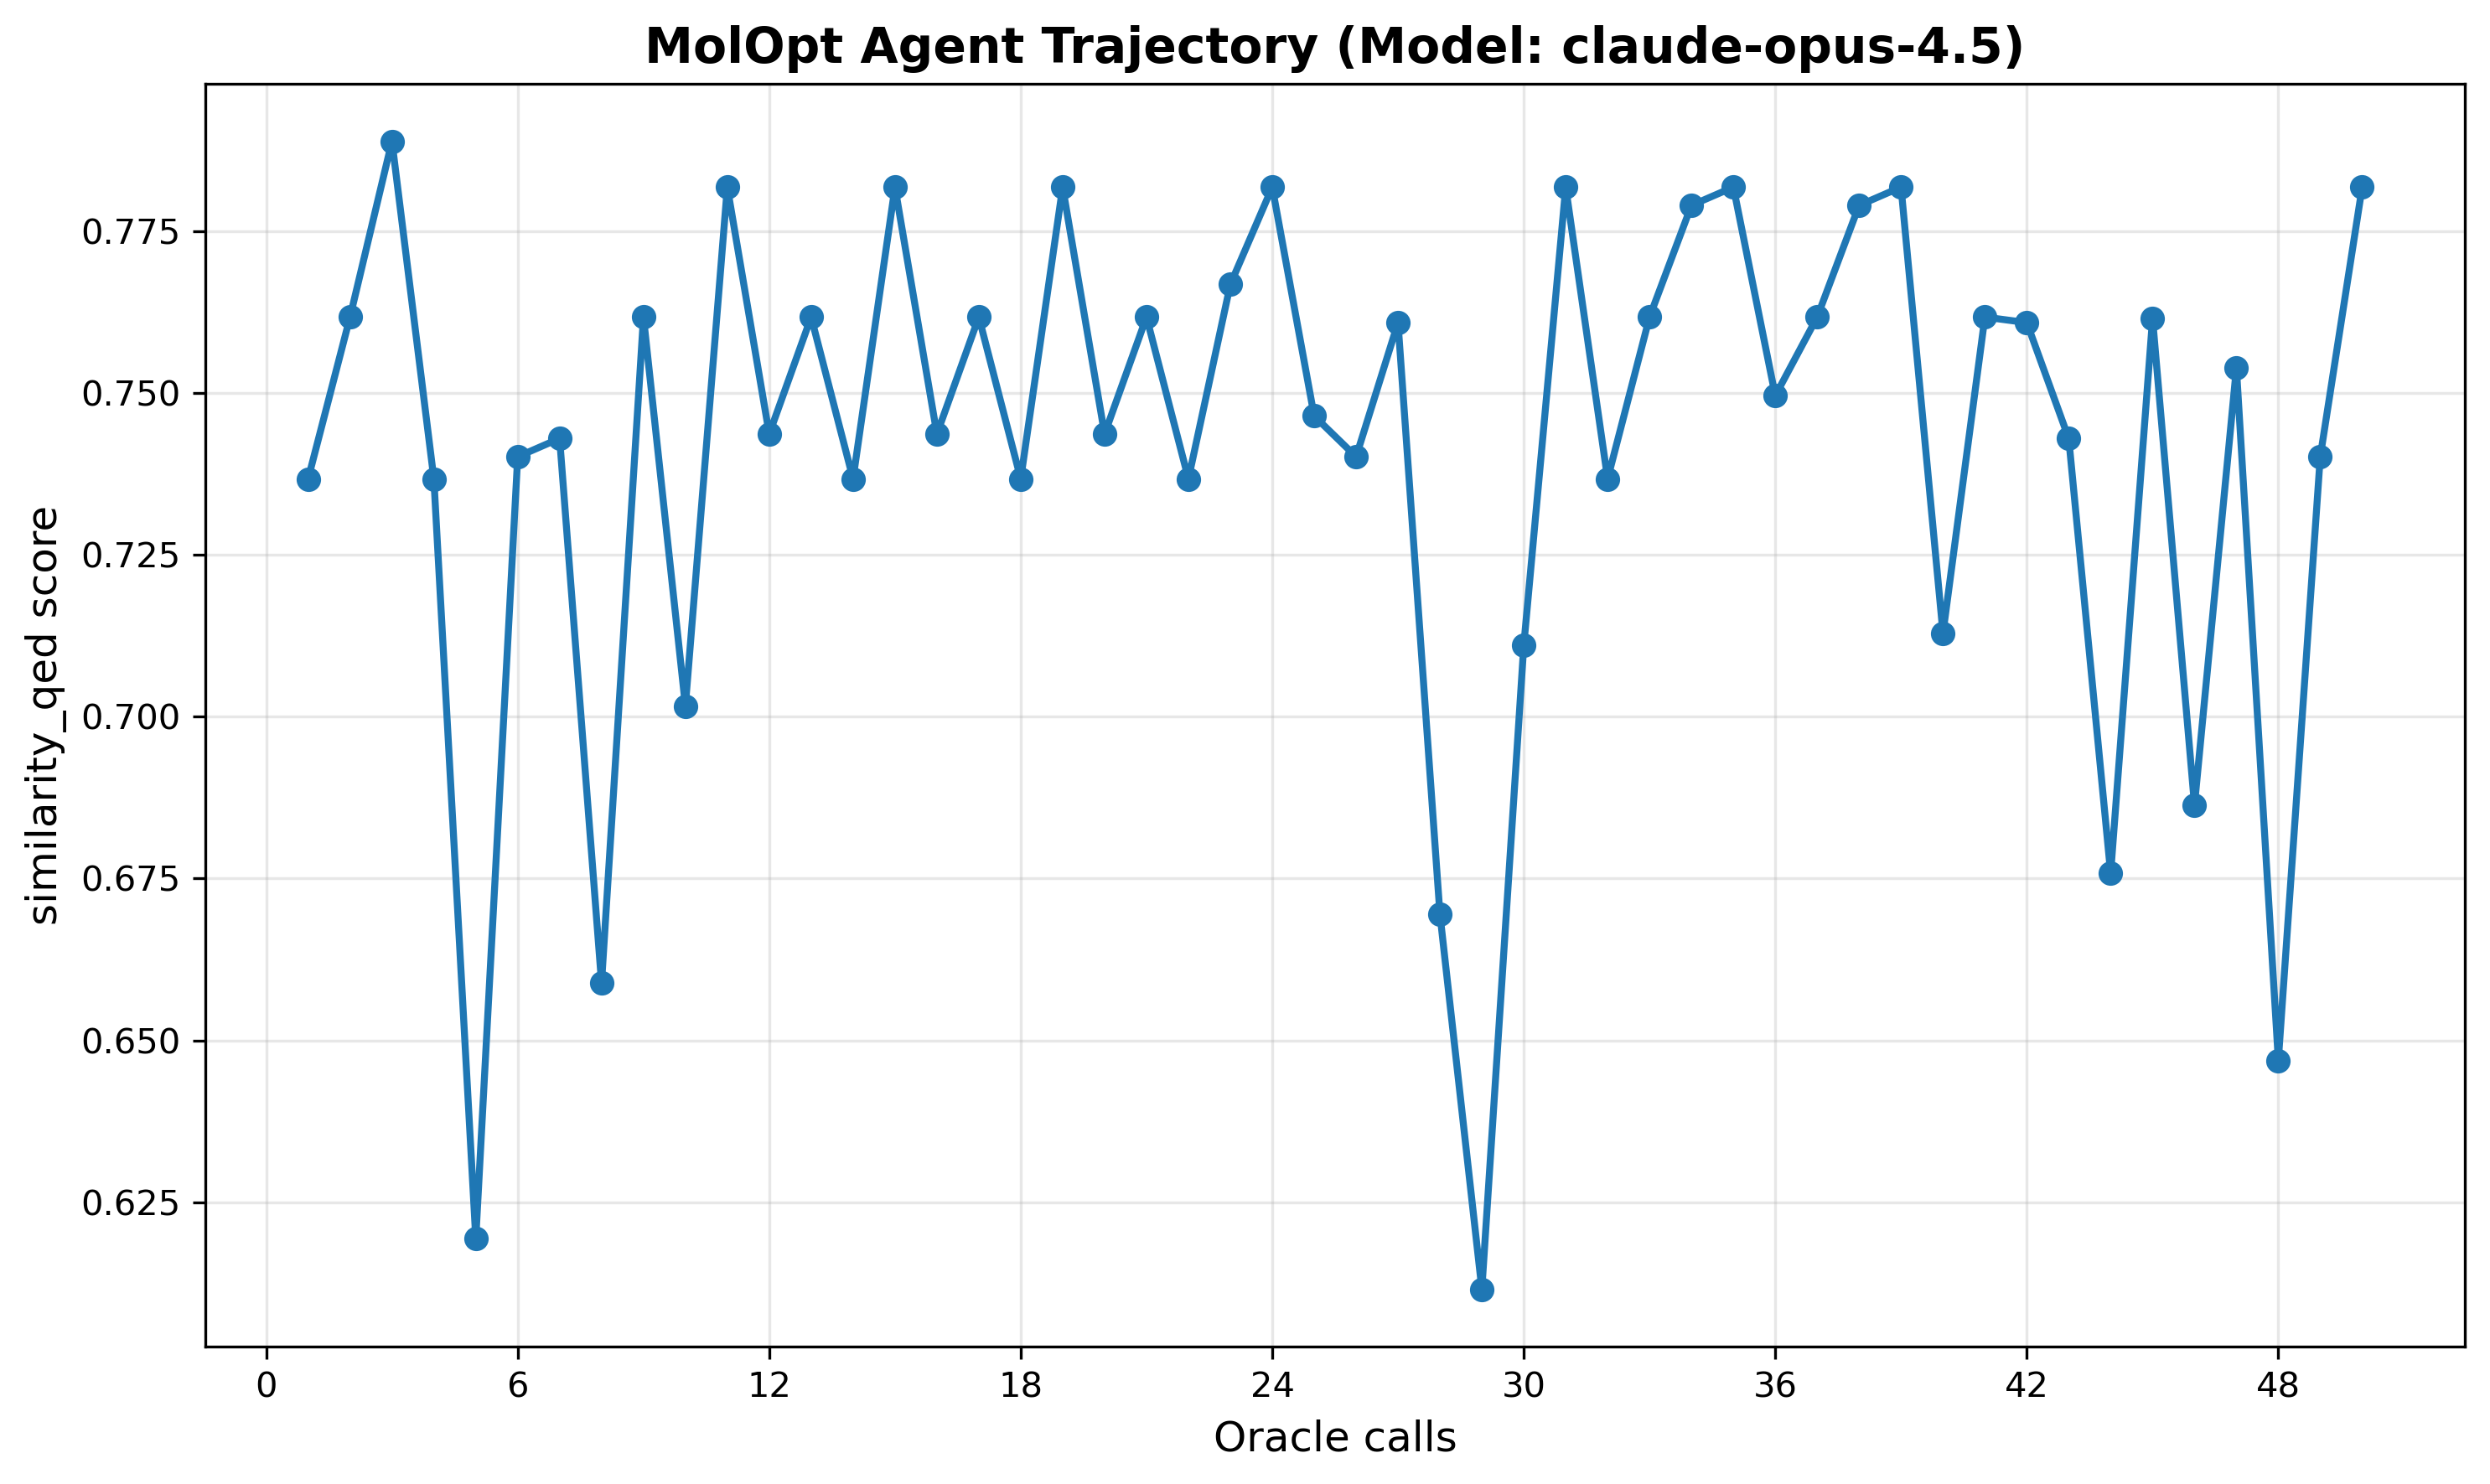 MolOpt Agent Trajectory (Model: claude-opus-4.5)
similarity_qed score
0.775
0.750
0.725
0.700
0.675
0.650
0.625
0 6 12 18 24 30 36 42 48
Oracle calls